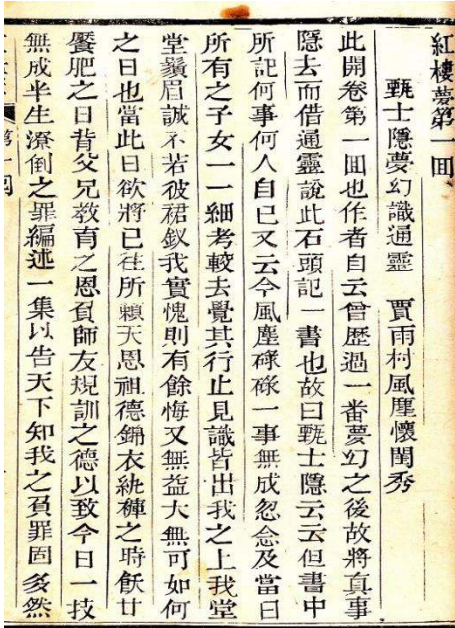 紅樓夢第一囬
甄士隱夢幻識通靈　賈雨村風塵懷閨秀
此開卷第一囬也作者自云曾歷過一番夢幻之後故將真事
隱去而借通靈說此石頭記一書也故曰甄士隱云云但書中
所記何事何人自已又云今風塵碌碌一事無成忽念及當日
所有之子女一一細考較去覺其行止見識皆出我之上我堂
堂鬚眉誠不若彼裙釵我實愧則有餘悔又無益大無可如何
之日也當此日欲將已徃所賴天恩祖德錦衣紈褲之時飫甘
饜肥之日背父兄教育之恩負師友規訓之德以致今日一技
無成半生潦倒之罪編述一集以告天下知我之負罪固多然
第一囬